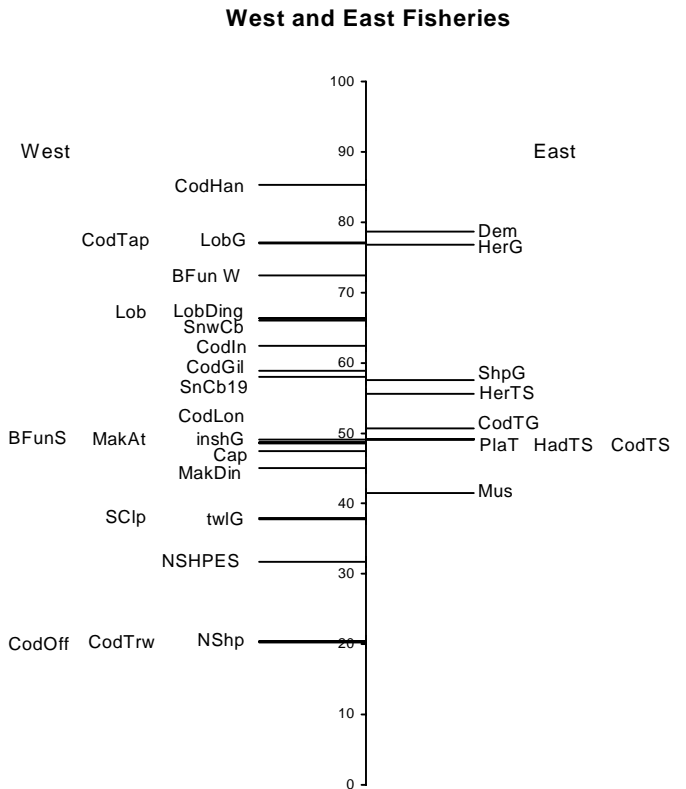 West and East Fisheries
100
West 90 East
CodHan
80
Dem
CodTap LobG
HerG
BFun W
70
Lob LobDing
SnwCb
CodIn
60
CodGil
ShpG
SnCb19
HerTS
CodLon
CodTG
50
BFunS MakAt inshG
PlaT HadTS CodTS
Cap
MakDin
Mus
40
SClp twlG
NSHPES
30
CodOff CodTrw NShp 20
10
0